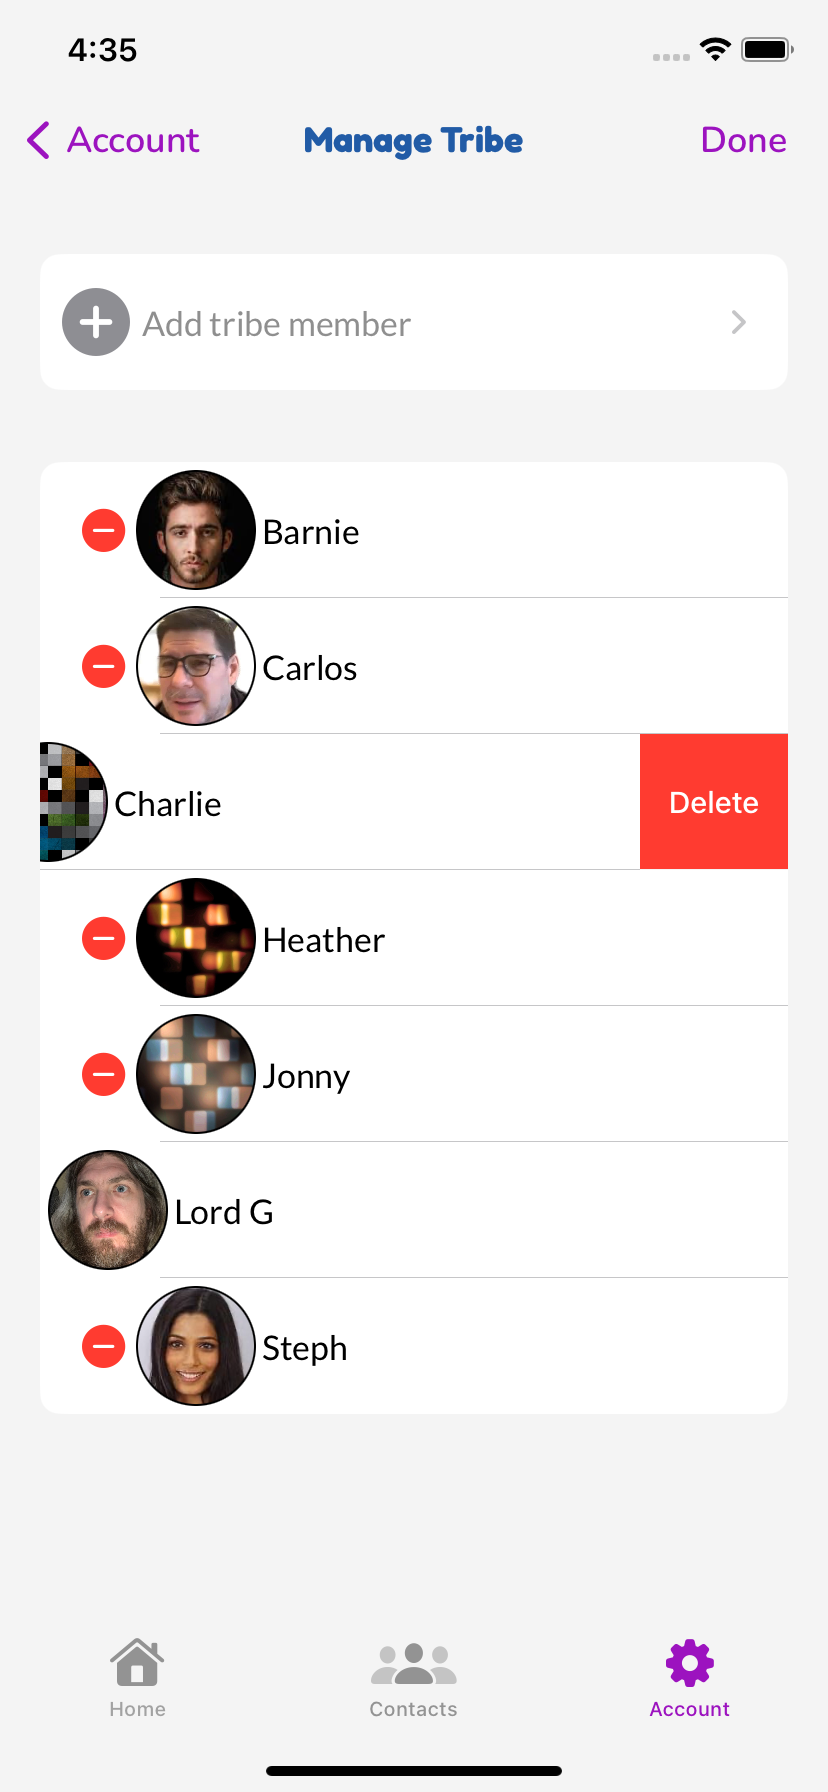 4:35
Account
Manage Tribe
Done
Add tribe member
Barnie
Carlos
Charlie
Delete
Heather
Jonny
Lord G
Steph
Home
Contacts
Account